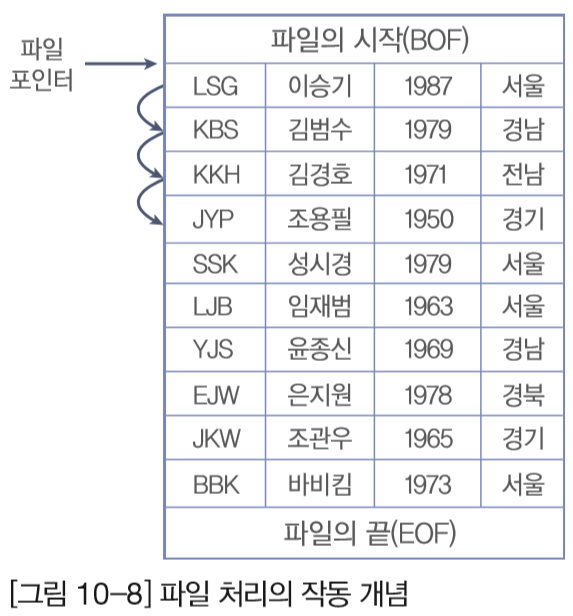 파일의 시작(BOF)
파일
포인터
LSG 이승기 1987 서울
KBS 김범수 1979 경남
KKH 김경호 1971 전남
JYP 조용필 1950 경기
SSK 성시경 1979 서울
LJB 임재범 1963 서울
YJS 윤종신 1969 경남
EJW 은지원 1978 경북
JKW 조관우 1965 경기
BBK 바비킴 1973 서울
파일의 끝(EOF)
[그림 10–8] 파일 처리의 작동 개념